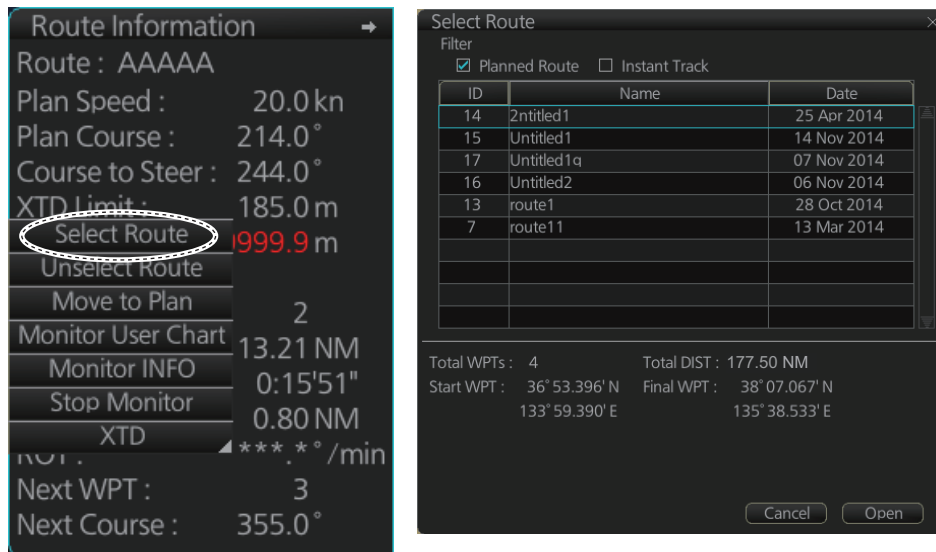 Route Information
Route : AAAAA
Plan Speed : 20.0 kn
Plan Course : 214.0°
Course to Steer : 244.0°
XTD Limit : 185.0 m
Select Route 9999.9 m
Unselect Route
Move to Plan 2
Monitor User Chart 13.21 NM
Monitor INFO 0:15'51"
Stop Monitor 0.80 NM
XTD
ROT : ***.*°/min
Next WPT : 3
Next Course : 355.0°
Select Route
Filter
Planned Route Instant Track
ID Name Date
14 2ntitled1 25 Apr 2014
15 Untitled1 14 Nov 2014
17 Untitled1q 07 Nov 2014
16 Untitled2 06 Nov 2014
13 route1 28 Oct 2014
7 route11 13 Mar 2014
Total WPTs : 4 Total DIST : 177.50 NM
Start WPT : 36°53.396' N Final WPT : 38°07.067' N
133°59.390' E 135°38.533' E
Cancel Open